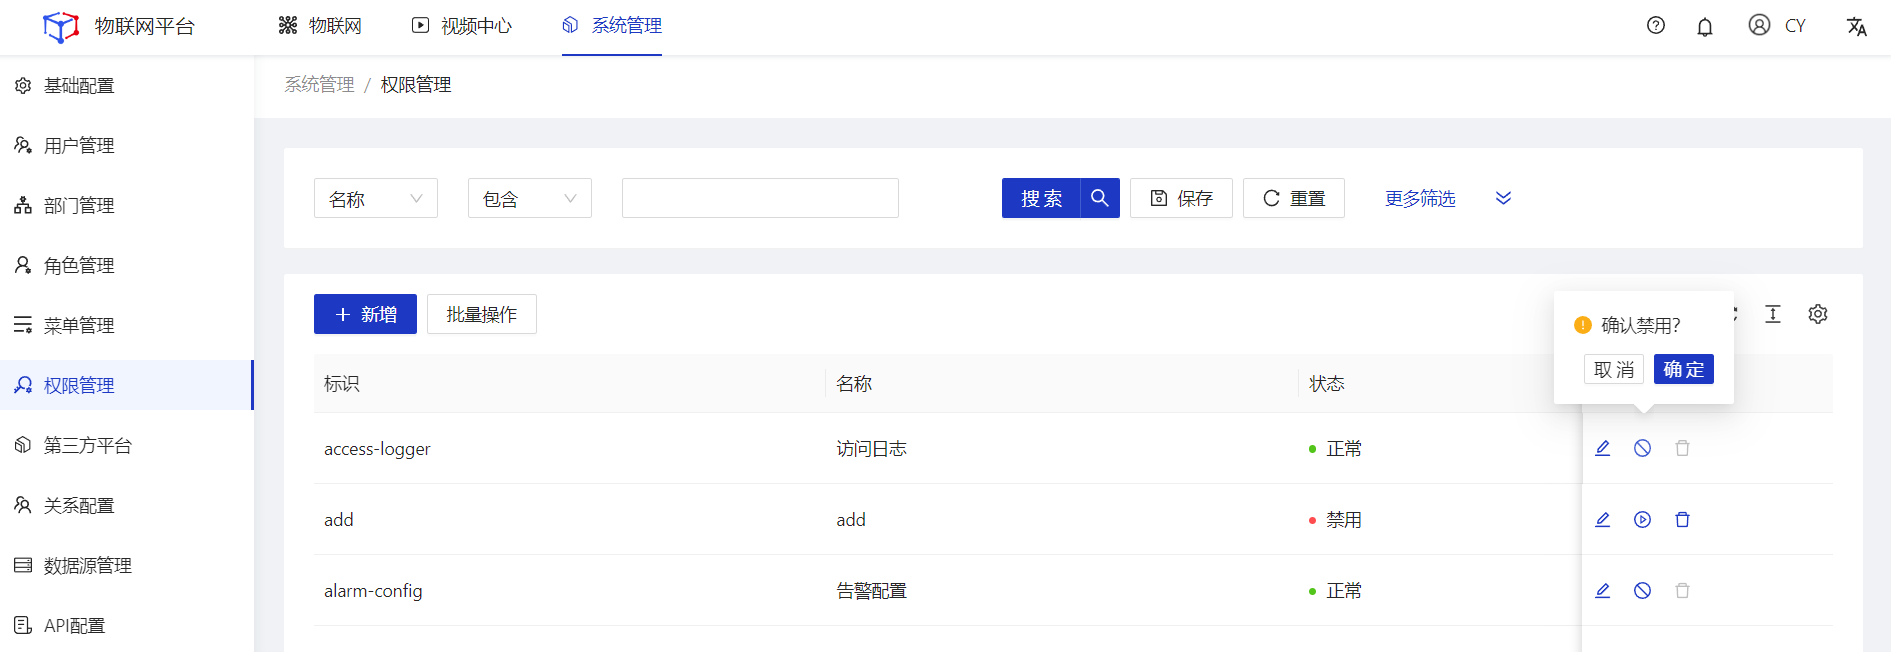 物联网平台
物联网
视频中心
系统管理
CY
基础配置
用户管理
部门管理
角色管理
菜单管理
权限管理
第三方平台
关系配置
数据源管理
API配置
系统管理 / 权限管理
名称
包含
搜索
保存
重置
更多筛选
新增
批量操作
确认禁用?
取消
确定
标识 名称 状态
access-logger 访问日志 正常
add add 禁用
alarm-config 告警配置 正常